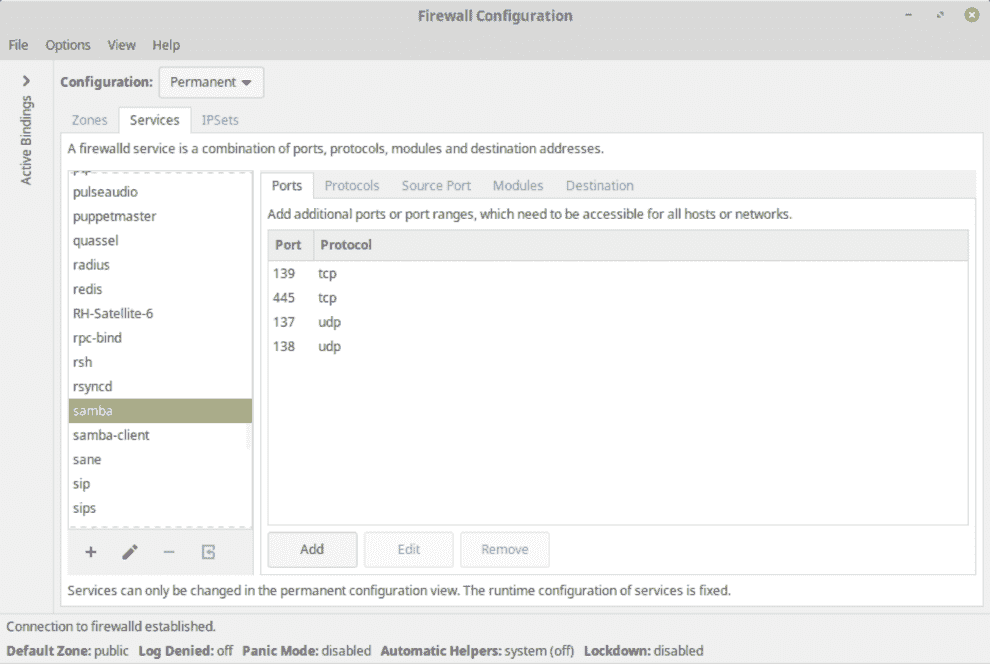 Firewall Configuration
File Options View Help
Active Bindings
Configuration: Permanent
Zones Services IPSets
A firewalld service is a combination of ports, protocols, modules and destination addresses.
pulseaudio
puppetmaster
quassel
radius
redis
RH-Satellite-6
rpc-bind
rsh
rsyncd
samba
samba-client
sane
sip
sips
Ports Protocols Source Port Modules Destination
Add additional ports or port ranges, which need to be accessible for all hosts or networks.
Port Protocol
139 tcp
445 tcp
137 udp
138 udp
Add Edit Remove
Services can only be changed in the permanent configuration view. The runtime configuration of services is fixed.
Connection to firewalld established.
Default Zone: public Log Denied: off Panic Mode: disabled Automatic Helpers: system (off) Lockdown: disabled